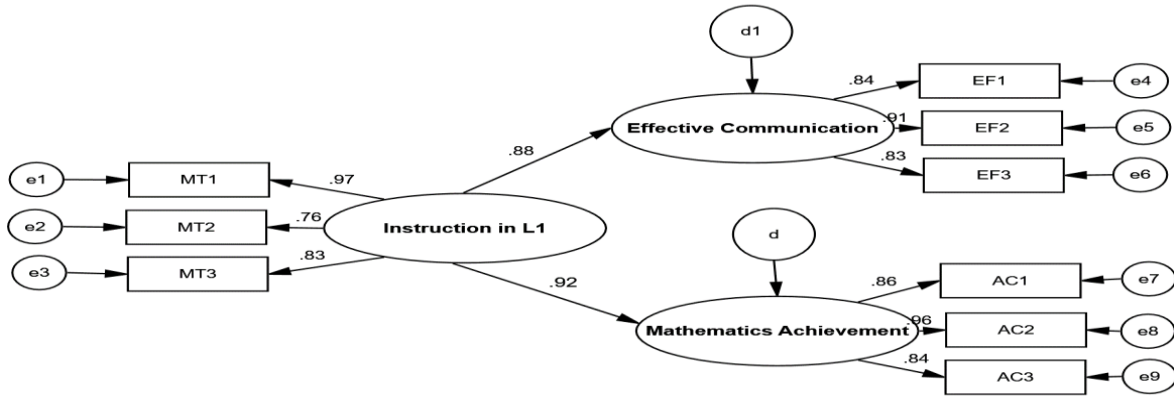 d1
.84
EF1
e4
Effective Communication
.91
EF2
e5
.88
.83
EF3
e6
e1
MT1
.97
e2
MT2
.76
Instruction in L1
d
e3
MT3
.83
.92
.86
AC1
e7
Mathematics Achievement
.96
AC2
e8
.84
AC3
e9